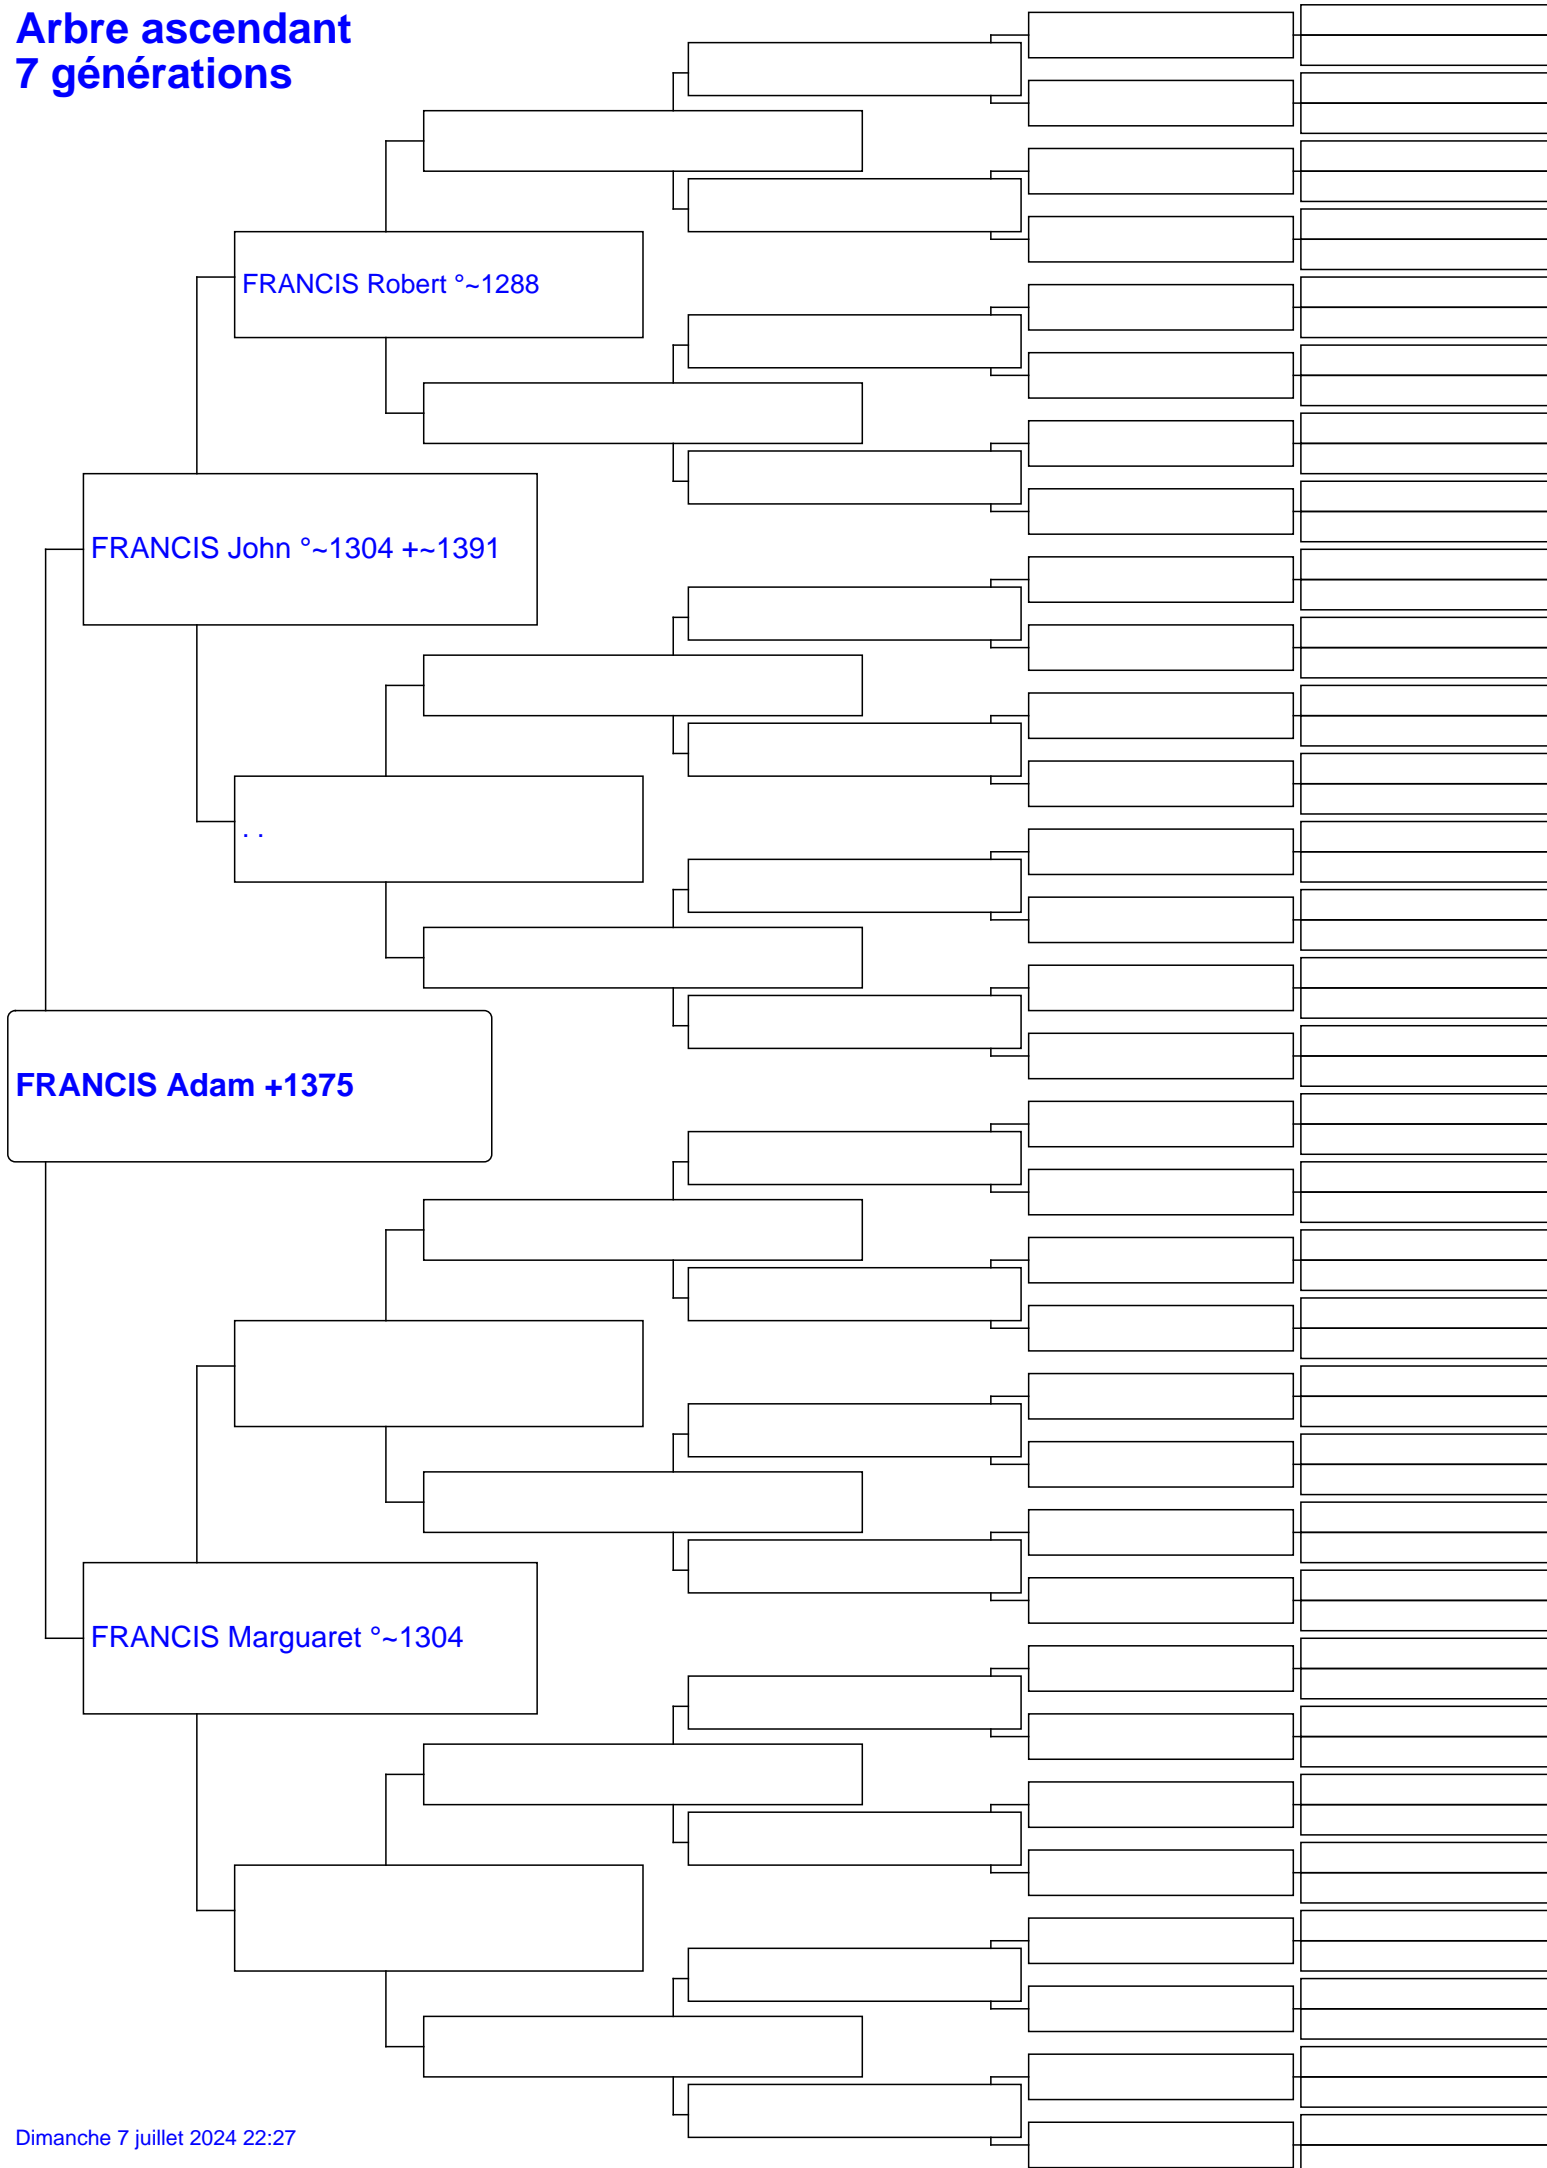 Arbre ascendant
7 générations
FRANCIS Robert °~1288
FRANCIS John °~1304 +~1391
. .
FRANCIS Adam +1375
FRANCIS Marguaret °~1304
Dimanche 7 juillet 2024 22:27